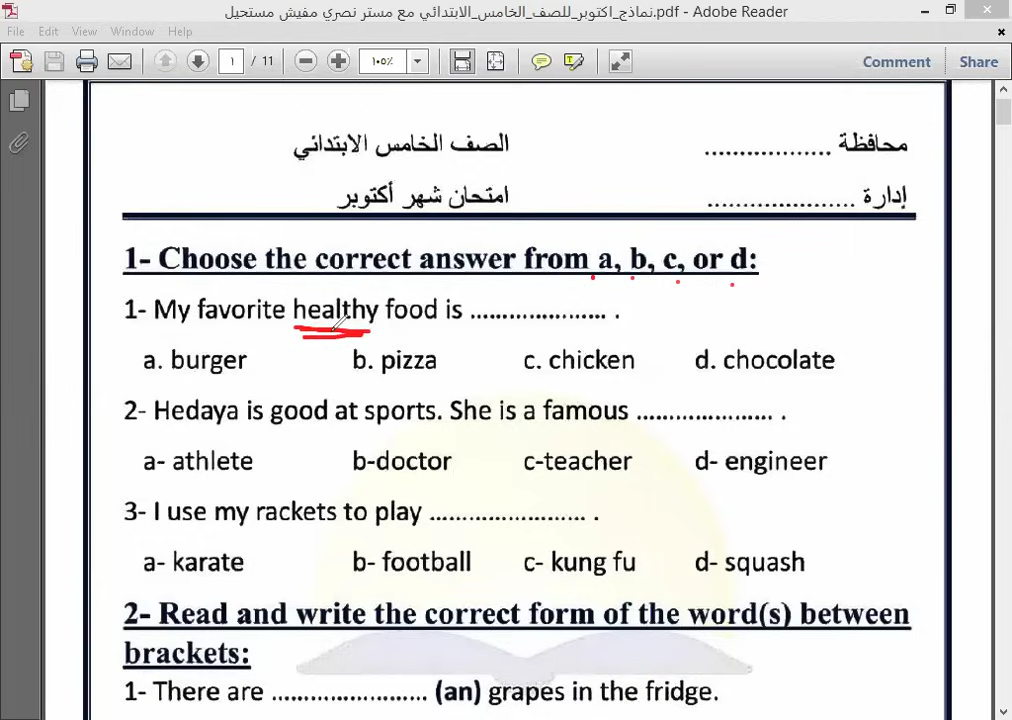 نماذج_اكتوبر_للصف_الخامس_الابتدائي مع مستر نصري مفيش مستحيل.pdf - Adobe Reader
File Edit View Window Help
١ / 11 ١٠٥٪ Comment Share
محافظة .................. الصف الخامس الابتدائي
إدارة ..................... امتحان شهر أكتوبر
1- Choose the correct answer from a, b, c, or d:
1- My favorite healthy food is ...................... .
a. burger b. pizza c. chicken d. chocolate
2- Hedaya is good at sports. She is a famous ...................... .
a- athlete b-doctor c-teacher d- engineer
3- I use my rackets to play ......................... .
a- karate b- football c- kung fu d- squash
2- Read and write the correct form of the word(s) between
brackets:
1- There are ......................... (an) grapes in the fridge.